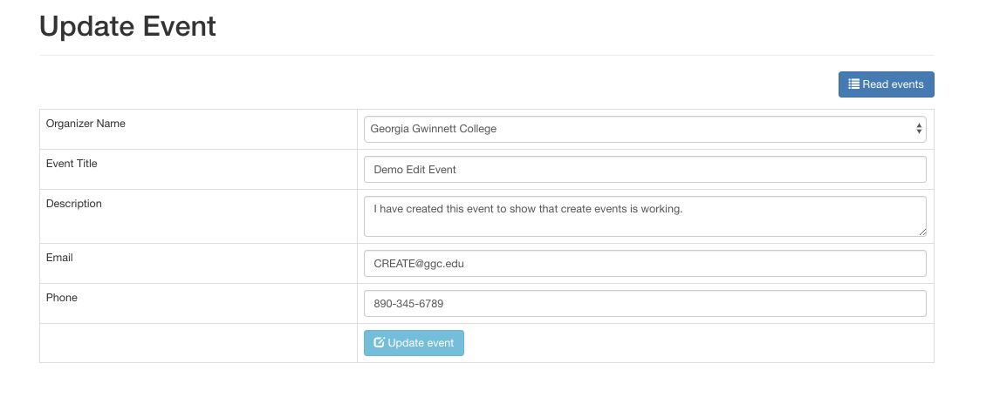 Update Event
Read events
Organizer Name
Georgia Gwinnett College
Event Title
Demo Edit Event
Description
I have created this event to show that create events is working.
Email
CREATE@ggc.edu
Phone
890-345-6789
Update event